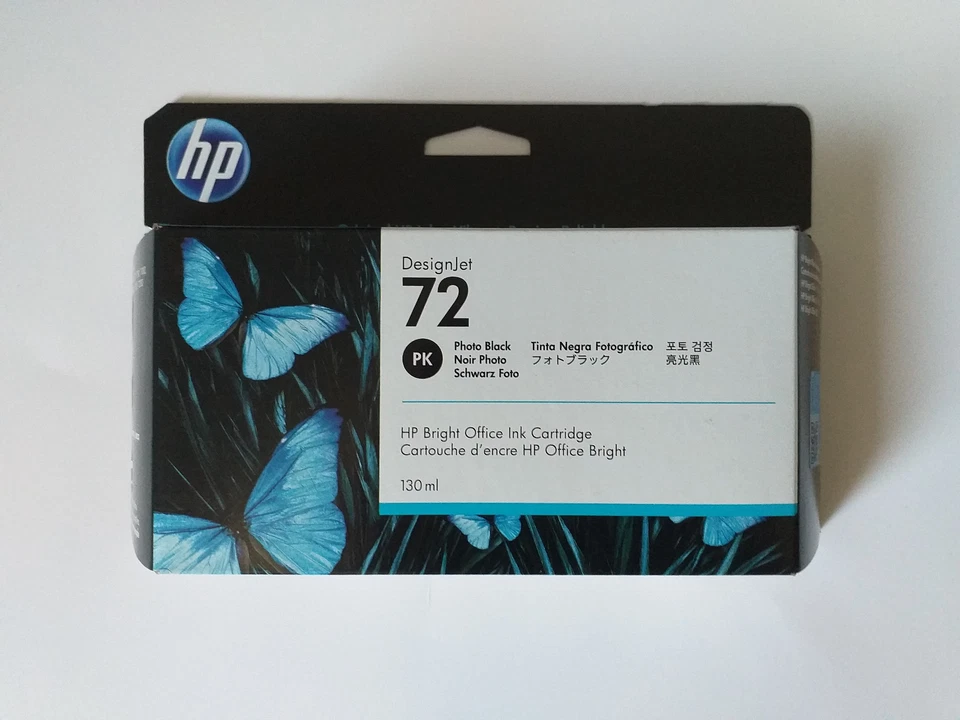 hp
DesignJet
72
PK
Photo Black Tinta Negra Fotográfico 포토 검정
Noir Photo フォトブラック 亮光黑
Schwarz Foto
HP Bright Office Ink Cartridge
Cartouche d'encre HP Office Bright
130 ml